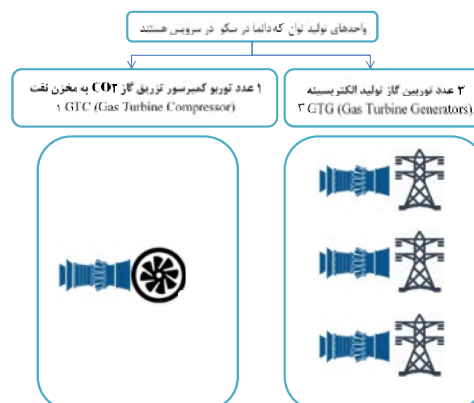 واحدهای تولید توان که دائما در سکو در سرویس هستند
۱ عدد توربو کمپرسور تزریق گاز CO۲ به مخزن نفت
۱ GTC (Gas Turbine Compressor)
۳ عدد توربین گاز تولید الکتریسیته
۳ GTG (Gas Turbine Generators)